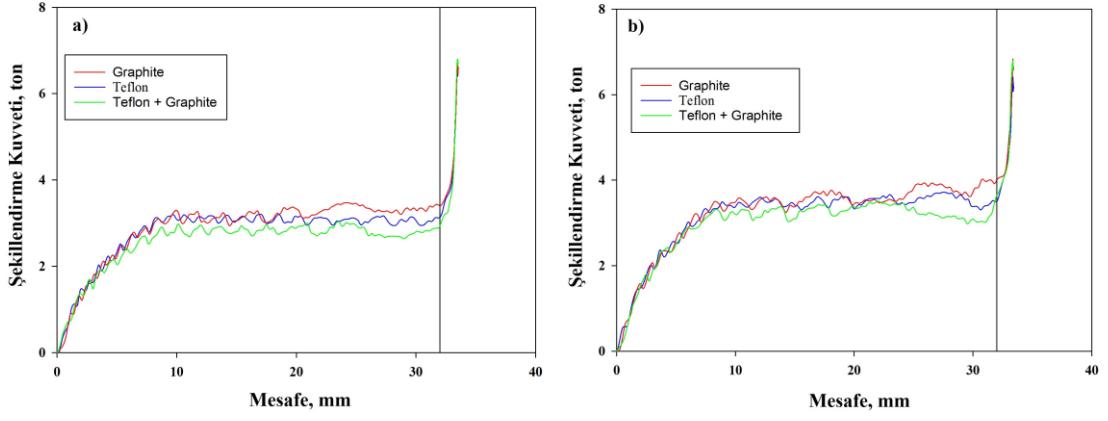 a)
Şekillendirme Kuvveti, ton
8
6
4
2
0
Graphite
Teflon
Teflon + Graphite
0 10 20 30 40
Mesafe, mm
b)
Şekillendirme Kuvveti, ton
8
6
4
2
0
Graphite
Teflon
Teflon + Graphite
0 10 20 30 40
Mesafe, mm